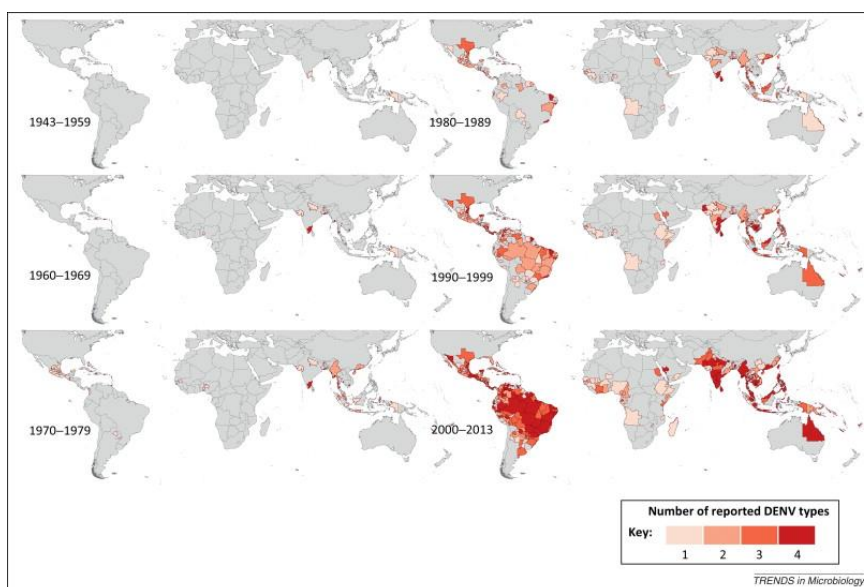 1943–1959
1980–1989
1960–1969
1990–1999
1970–1979
2000–2013
Number of reported DENV types
Key:
1 2 3 4
TRENDS in Microbiology